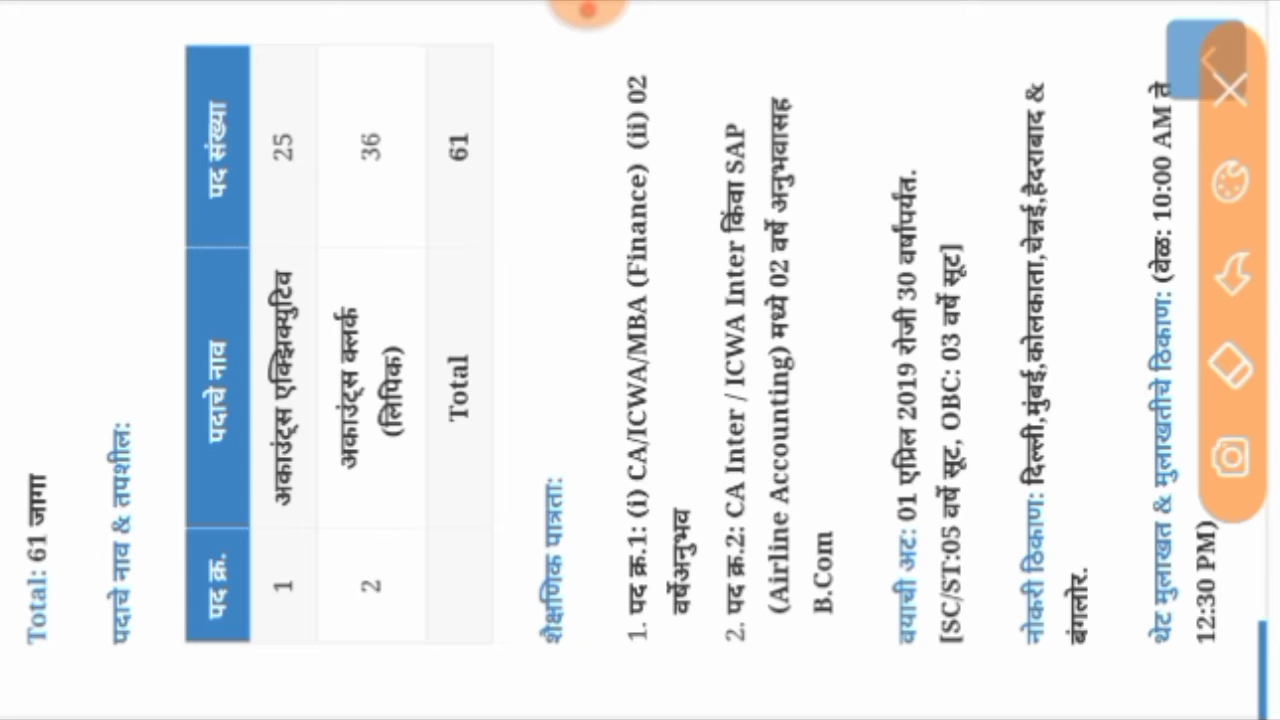 Total: 61 जागा
पदाचे नाव & तपशील:
पद क्र. पदाचे नाव पद संख्या
1 अकाउंट्स एक्झिक्युटिव 25
2 अकाउंट्स क्लर्क (लिपिक) 36
Total 61
शैक्षणिक पात्रता:
1. पद क्र.1: (i) CA/ICWA/MBA (Finance) (ii) 02
वर्षेअनुभव
2. पद क्र.2: CA Inter / ICWA Inter किंवा SAP
(Airline Accounting) मध्ये 02 वर्षे अनुभवासह
B.Com
वयाची अट: 01 एप्रिल 2019 रोजी 30 वर्षापर्यंत.
[SC/ST:05 वर्षे सूट, OBC: 03 वर्षे सूट]
नोकरी ठिकाण: दिल्ली,मुंबई,कोलकाता,चेन्नई,हैदराबाद &
बंगलोर.
थेट मुलाखत & मुलाखतीचे ठिकाण: (वेळ: 10:00 AM ते
12:30 PM)